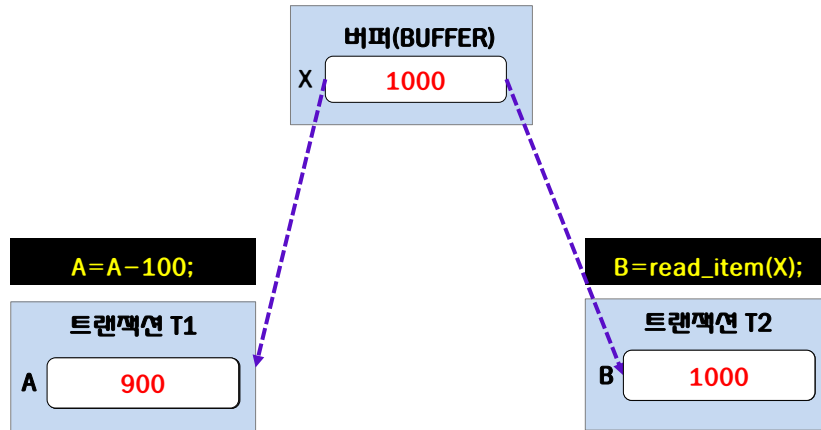 버퍼(BUFFER)
X 1000
A=A-100;
B=read_item(X);
트랜잭션 T1
트랜잭션 T2
A 900
B 1000